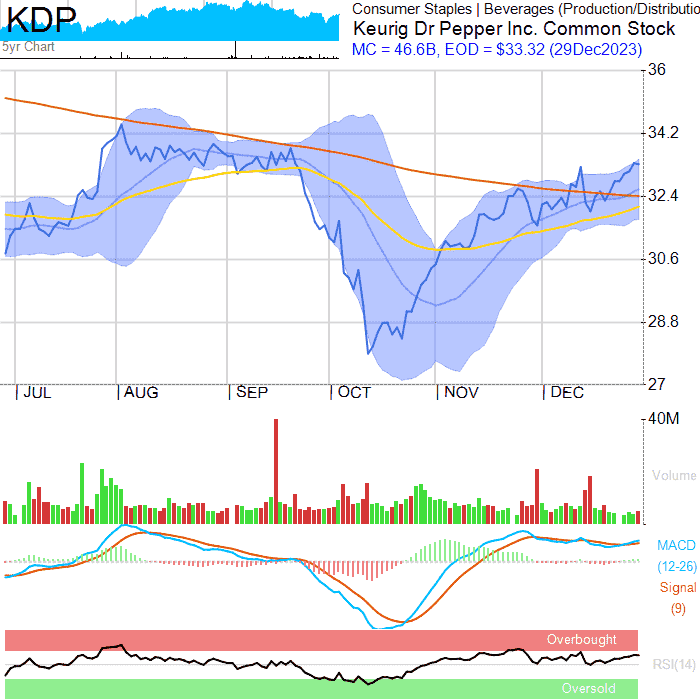 KDP
5yr Chart
Consumer Staples | Beverages (Production/Distributio
Keurig Dr Pepper Inc. Common Stock
MC = 46.6B, EOD = $33.32 (29Dec2023)
36
34.2
32.4
30.6
28.8
27
JUL AUG SEP OCT NOV DEC
40M
Volume
MACD
(12-26)
Signal
(9)
Overbought
RSI(14)
Oversold